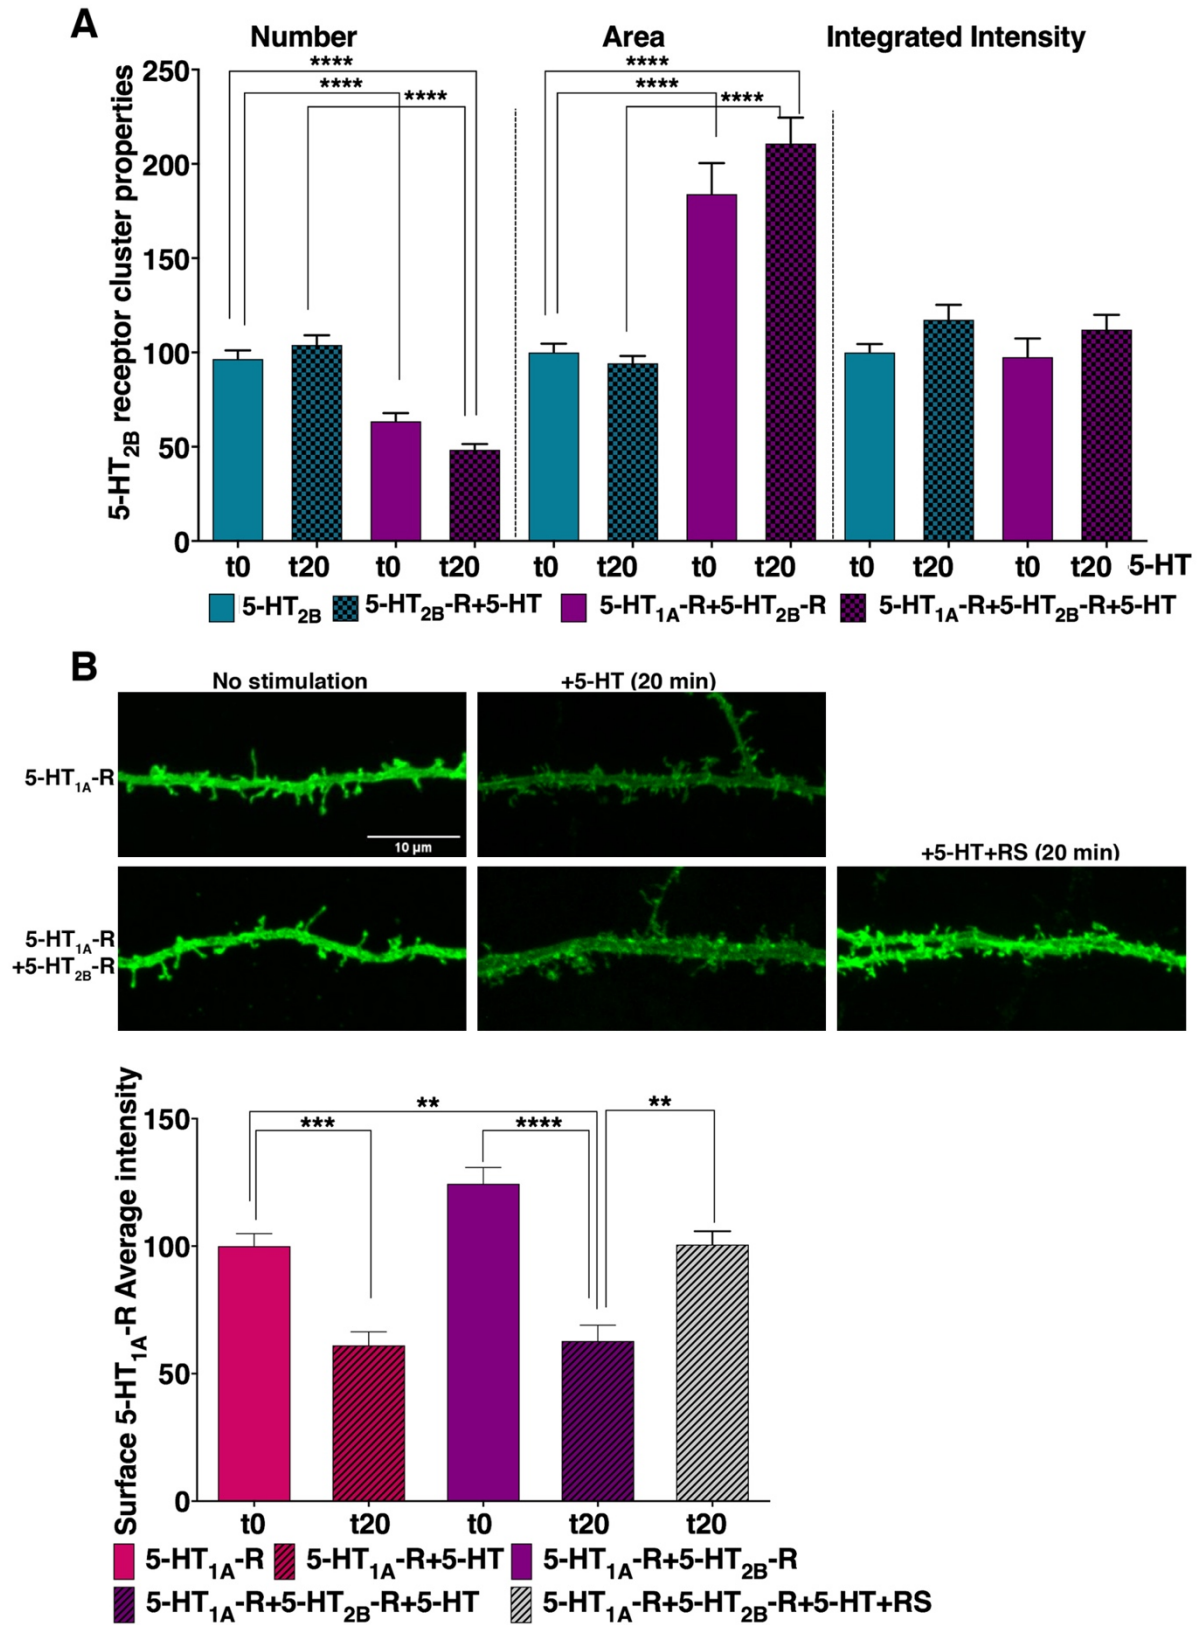 A
Number Area Integrated Intensity
5-HT2B receptor cluster properties
250
200
150
100
50
0
**** **** **** **** **** ****
t0 t20 t0 t20 t0 t20 t0 t20 t0 t20 t0 t20 5-HT
5-HT2B 5-HT2B-R+5-HT 5-HT1A-R+5-HT2B-R 5-HT1A-R+5-HT2B-R+5-HT
B
No stimulation +5-HT (20 min)
5-HT1A-R
10 µm
+5-HT+RS (20 min)
5-HT1A-R
+5-HT2B-R
Surface 5-HT1A-R Average intensity
150
100
50
0
** *** **** **
t0 t20 t0 t20 t20
5-HT1A-R 5-HT1A-R+5-HT 5-HT1A-R+5-HT2B-R
5-HT1A-R+5-HT2B-R+5-HT 5-HT1A-R+5-HT2B-R+5-HT+RS